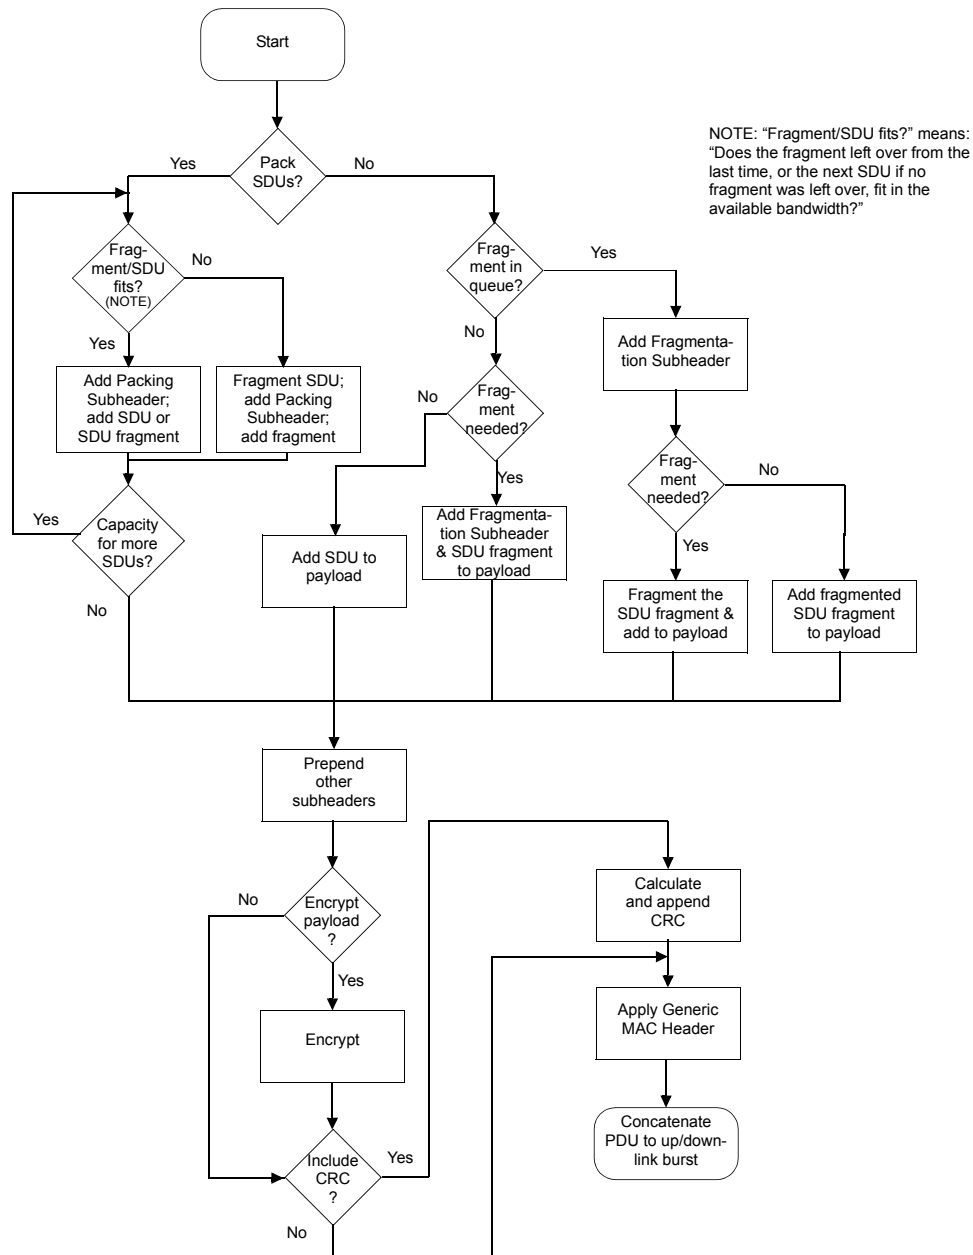 Start
NOTE: “Fragment/SDU fits?” means:
“Does the fragment left over from the
last time, or the next SDU if no
fragment was left over, fit in the
available bandwidth?”
Yes
Pack
SDUs?
No
Frag-
ment/SDU
fits?
(NOTE)
No
Yes
Frag-
ment in
queue?
Yes
No
Add Fragmenta-
tion Subheader
Add Packing
Subheader;
add SDU or
SDU fragment
Fragment SDU;
add Packing
Subheader;
add fragment
No
Frag-
ment
needed?
Yes
Frag-
ment
needed?
No
Yes
Yes
Capacity
for more
SDUs?
No
Add SDU to
payload
Add Fragmenta-
tion Subheader
& SDU fragment
to payload
Fragment the
SDU fragment &
add to payload
Add fragmented
SDU fragment
to payload
Prepend
other
subheaders
No
Encrypt
payload
?
Yes
Encrypt
Include
CRC
?
Yes
No
Calculate
and append
CRC
Apply Generic
MAC Header
Concatenate
PDU to up/down-
link burst